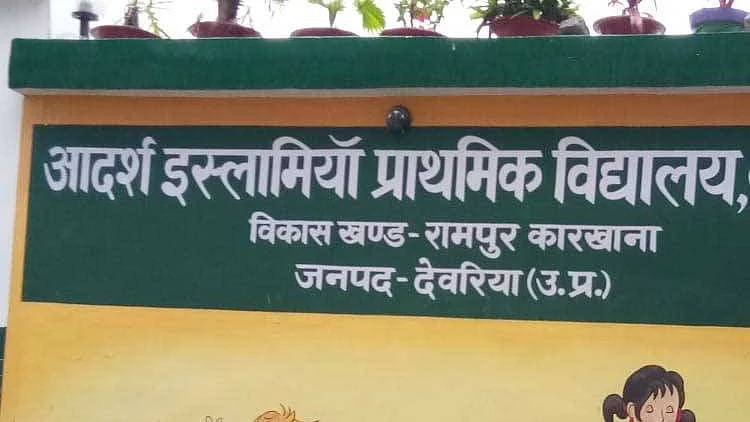 आदर्श इस्लामियॉ प्राथमिक विद्यालय,
विकास खण्ड-रामपुर कारखाना
जनपद-देवरिया (उ.प्र.)